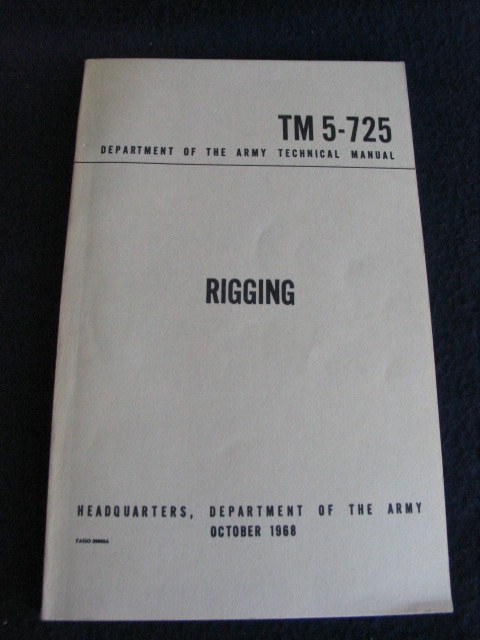 TM 5-725
DEPARTMENT OF THE ARMY TECHNICAL MANUAL
RIGGING
HEADQUARTERS, DEPARTMENT OF THE ARMY
OCTOBER 1968